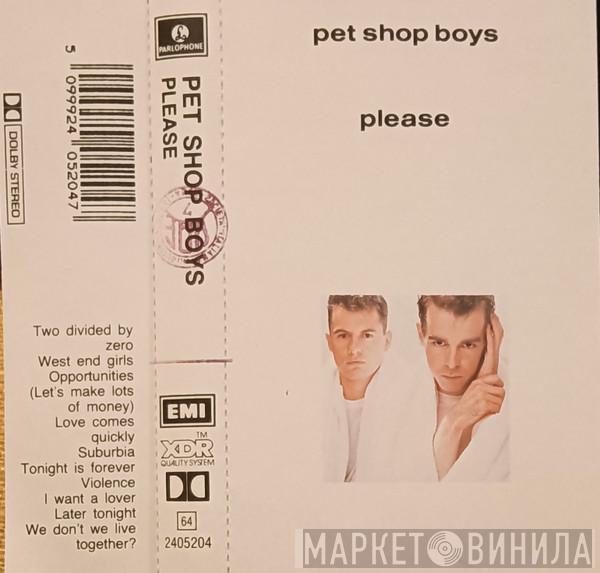 5 099924 052047
DOLBY STEREO
Two divided by
zero
West end girls
Opportunities
(Let's make lots
of money)
Love comes
quickly
Suburbia
Tonight is forever
Violence
I want a lover
Later tonight
We don't we live
together?
PARLOPHONE
PET SHOP BOYS
PLEASE
EMI
XDR
TM
QUALITY SYSTEM
64
2405204
pet shop boys
please
МАРКЕТ ВИНИЛА